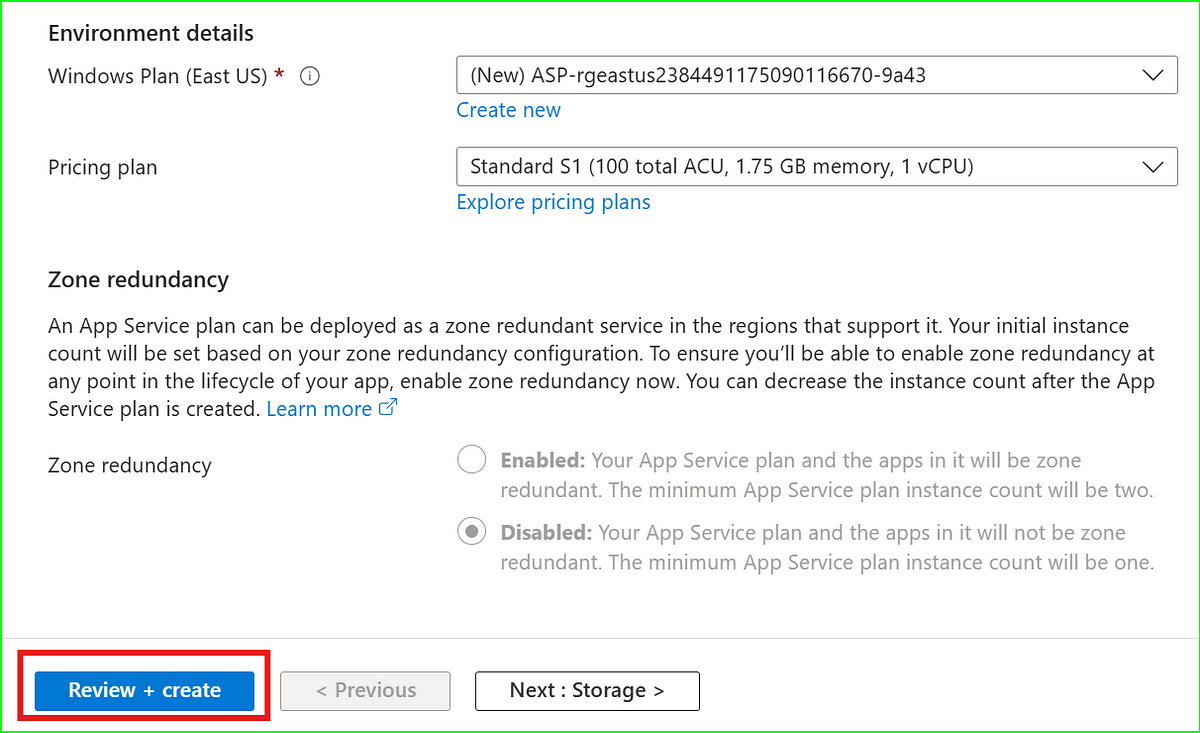 Environment details
Windows Plan (East US) *
(New) ASP-rgeastus2384491175090116670-9a43
Create new
Pricing plan
Standard S1 (100 total ACU, 1.75 GB memory, 1 vCPU)
Explore pricing plans
Zone redundancy
An App Service plan can be deployed as a zone redundant service in the regions that support it. Your initial instance
count will be set based on your zone redundancy configuration. To ensure you’ll be able to enable zone redundancy at
any point in the lifecycle of your app, enable zone redundancy now. You can decrease the instance count after the App
Service plan is created. Learn more
Zone redundancy
Enabled: Your App Service plan and the apps in it will be zone
redundant. The minimum App Service plan instance count will be two.
Disabled: Your App Service plan and the apps in it will not be zone
redundant. The minimum App Service plan instance count will be one.
Review + create
< Previous
Next : Storage >